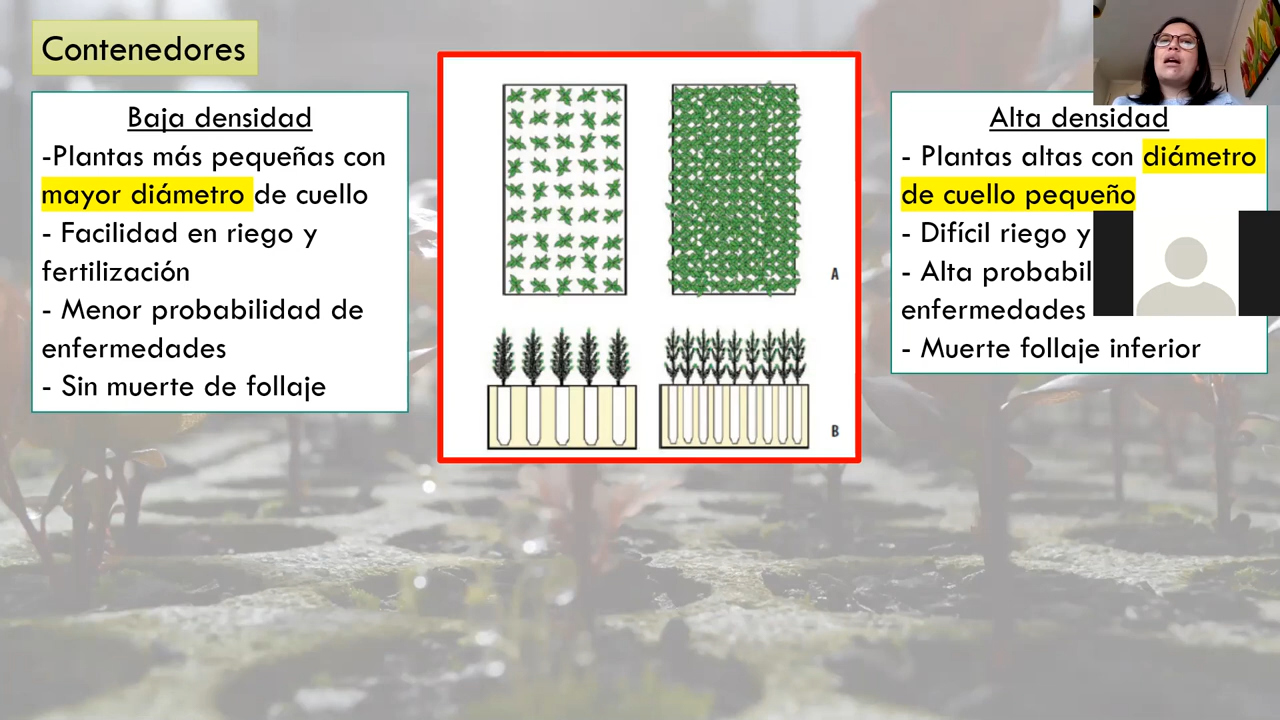 Contenedores
Baja densidad
-Plantas más pequeñas con
mayor diámetro de cuello
- Facilidad en riego y
fertilización
- Menor probabilidad de
enfermedades
- Sin muerte de follaje
A
B
Alta densidad
- Plantas altas con diámetro
de cuello pequeño
- Difícil riego y
- Alta
enfermedades
- Muerte follaje inferior